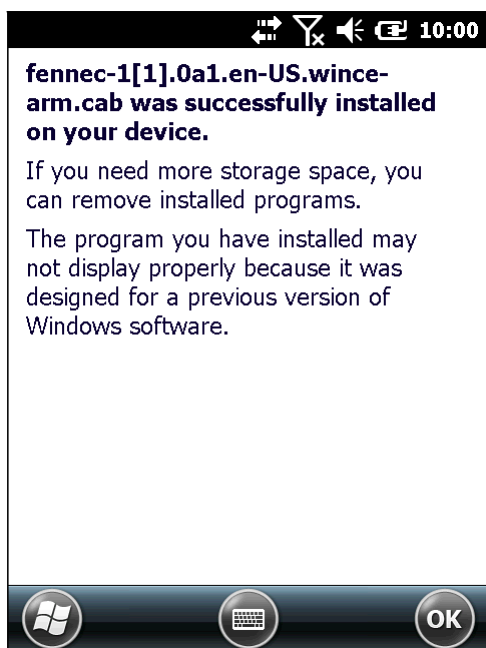 10:00
fennec-1[1].0a1.en-US.wince-
arm.cab was successfully installed
on your device.
If you need more storage space, you
can remove installed programs.
The program you have installed may
not display properly because it was
designed for a previous version of
Windows software.
OK